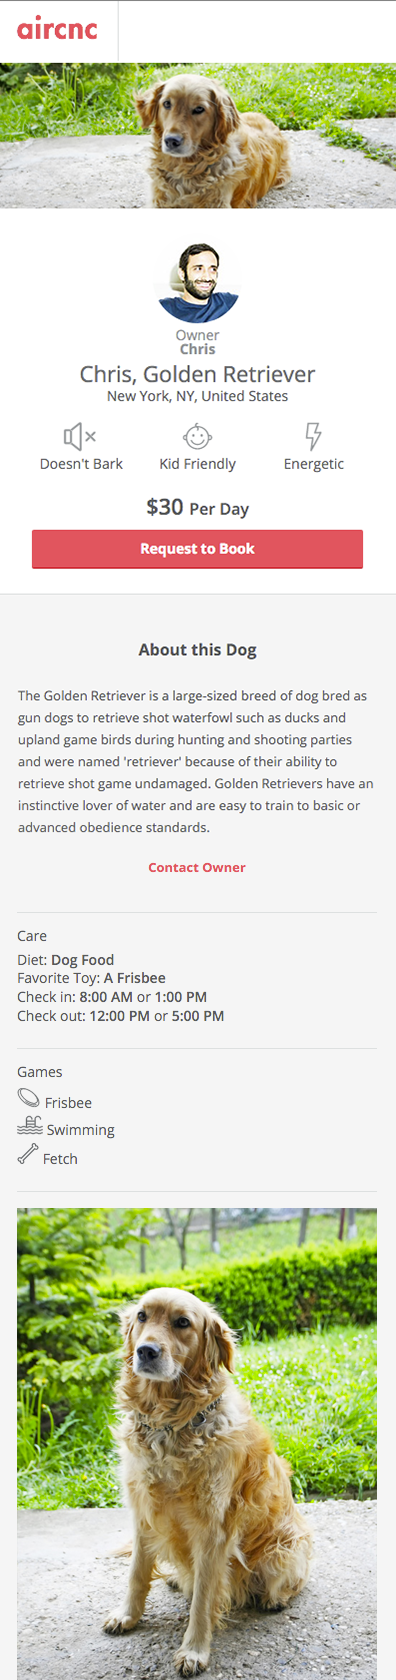 aircnc
Owner
Chris
Chris, Golden Retriever
New York, NY, United States
Doesn't Bark
Kid Friendly
Energetic
$30 Per Day
Request to Book
About this Dog
The Golden Retriever is a large-sized breed of dog bred as
gun dogs to retrieve shot waterfowl such as ducks and
upland game birds during hunting and shooting parties
and were named 'retriever' because of their ability to
retrieve shot game undamaged. Golden Retrievers have an
instinctive lover of water and are easy to train to basic or
advanced obedience standards.
Contact Owner
Care
Diet: Dog Food
Favorite Toy: A Frisbee
Check in: 8:00 AM or 1:00 PM
Check out: 12:00 PM or 5:00 PM
Games
Frisbee
Swimming
Fetch